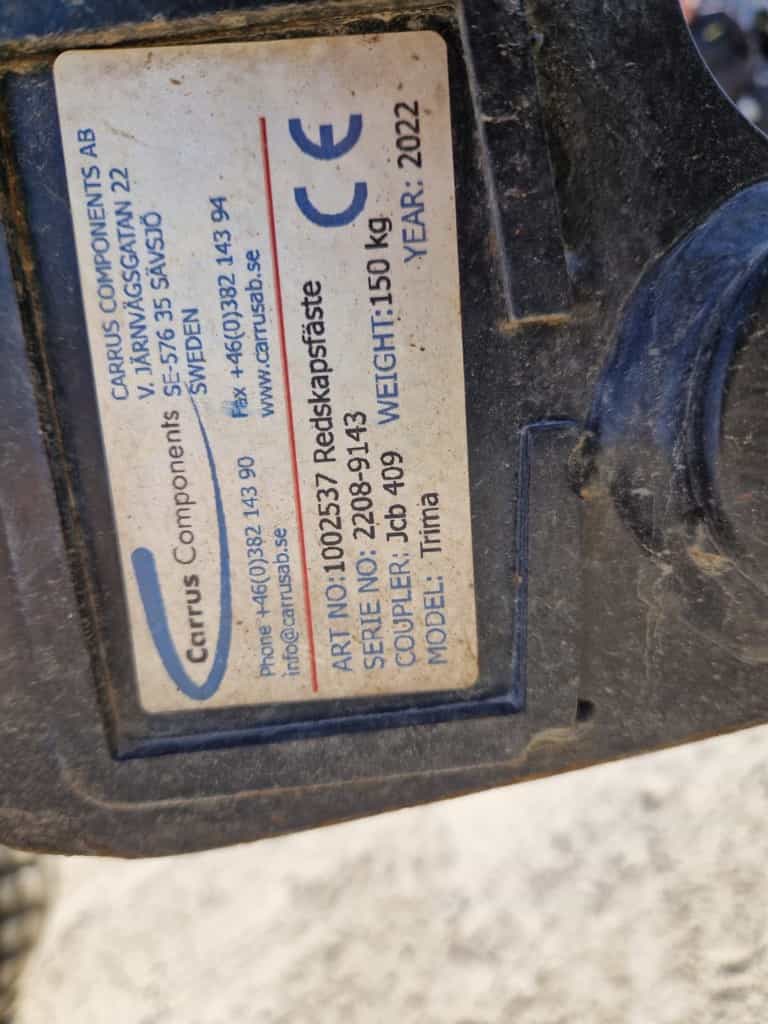 Carrus Components
CARRUS COMPONENTS AB
V. JÄRNVÄGSGATAN 22
SE-576 35 SÄVSJÖ
SWEDEN
Phone +46(0)382 143 90 Fax +46(0)382 143 94
info@carrusab.se www.carrusab.se
CE
ART NO:1002537 Redskapsfäste
SERIE NO: 2208-9143
COUPLER: Jcb 409 WEIGHT:150 kg
MODEL: Trima YEAR: 2022